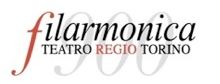 filarmonica
900
TEATRO REGIO TORINO